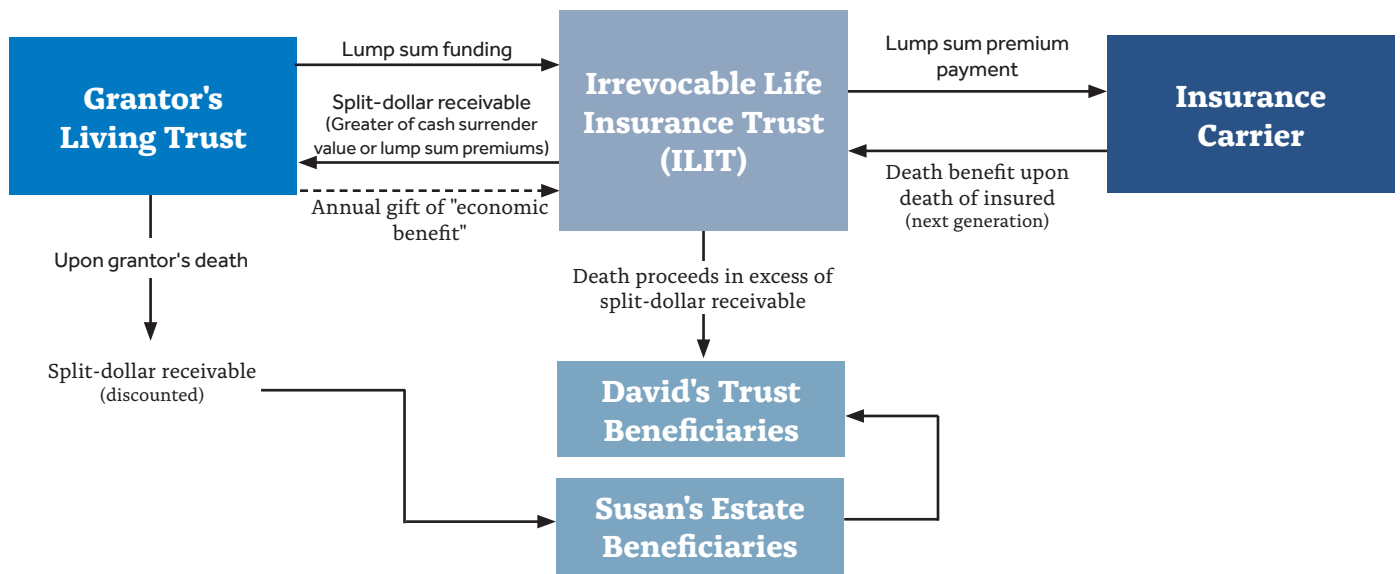 Grantor's
Living Trust
Lump sum funding
Split-dollar receivable
(Greater of cash surrender
value or lump sum premiums)
Annual gift of "economic
benefit"
Irrevocable Life
Insurance Trust
(ILIT)
Lump sum premium
payment
Death benefit upon
death of insured
(next generation)
Insurance
Carrier
Upon grantor's death
Death proceeds in excess of
split-dollar receivable
Split-dollar receivable
(discounted)
David's Trust
Beneficiaries
Susan's Estate
Beneficiaries